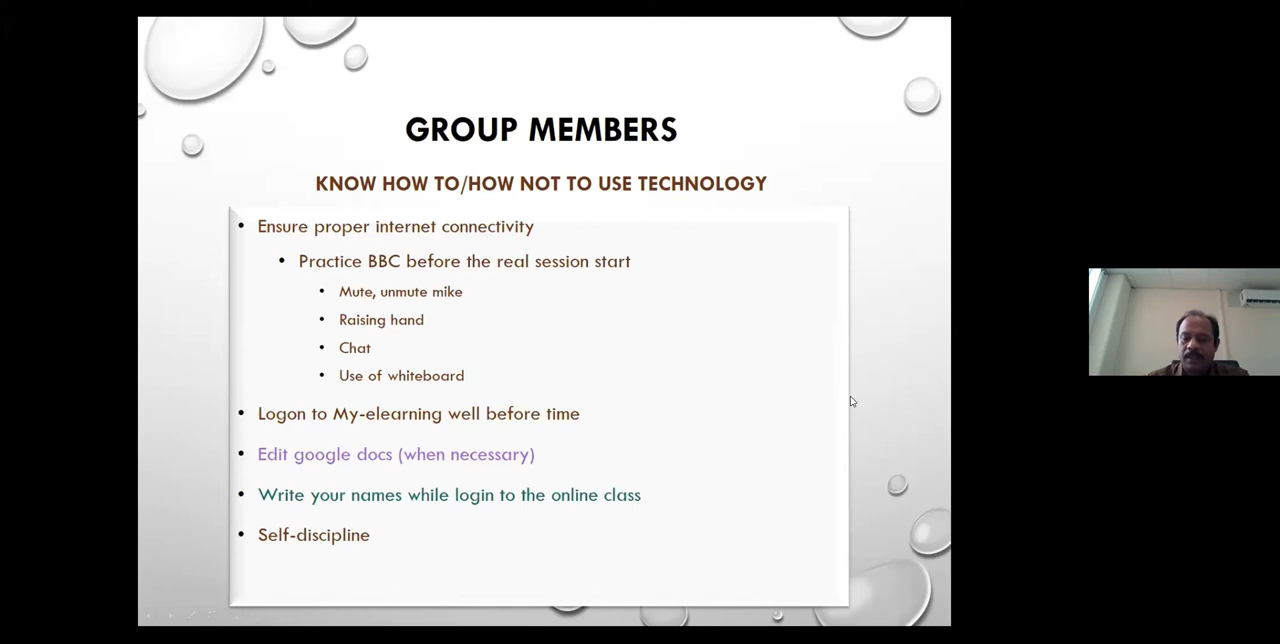 GROUP MEMBERS
KNOW HOW TO/HOW NOT TO USE TECHNOLOGY
• Ensure proper internet connectivity
• Practice BBC before the real session start
• Mute, unmute mike
• Raising hand
• Chat
• Use of whiteboard
• Logon to My-elearning well before time
• Edit google docs (when necessary)
• Write your names while login to the online class
• Self-discipline